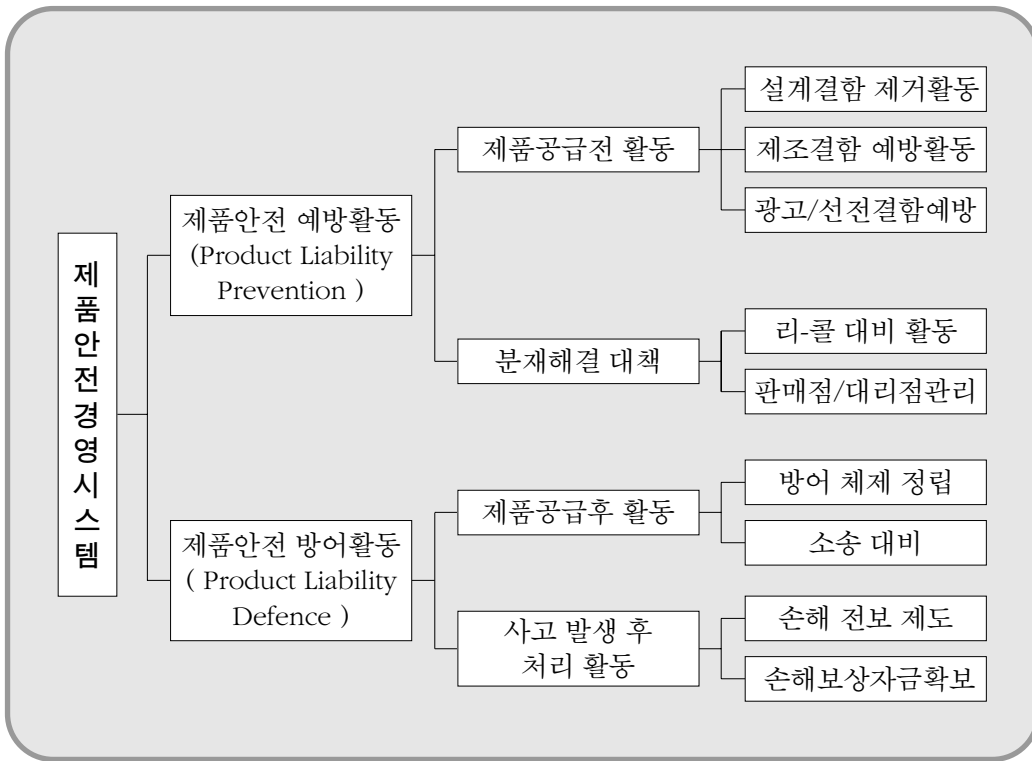 제품안전경영시스템
제품안전 예방활동
(Product Liability
Prevention )
제품공급전 활동
설계결함 제거활동
제조결함 예방활동
광고/선전결함예방
분재해결 대책
리-콜 대비 활동
판매점/대리점관리
제품안전 방어활동
( Product Liability
Defence )
제품공급후 활동
방어 체제 정립
소송 대비
사고 발생 후
처리 활동
손해 전보 제도
손해보상자금확보